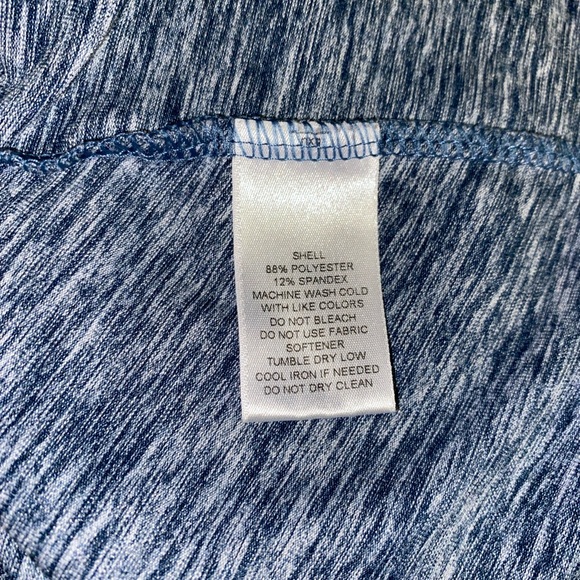 SHELL
88% POLYESTER
12% SPANDEX
MACHINE WASH COLD
WITH LIKE COLORS
DO NOT BLEACH
DO NOT USE FABRIC
SOFTENER
TUMBLE DRY LOW
COOL IRON IF NEEDED
DO NOT DRY CLEAN